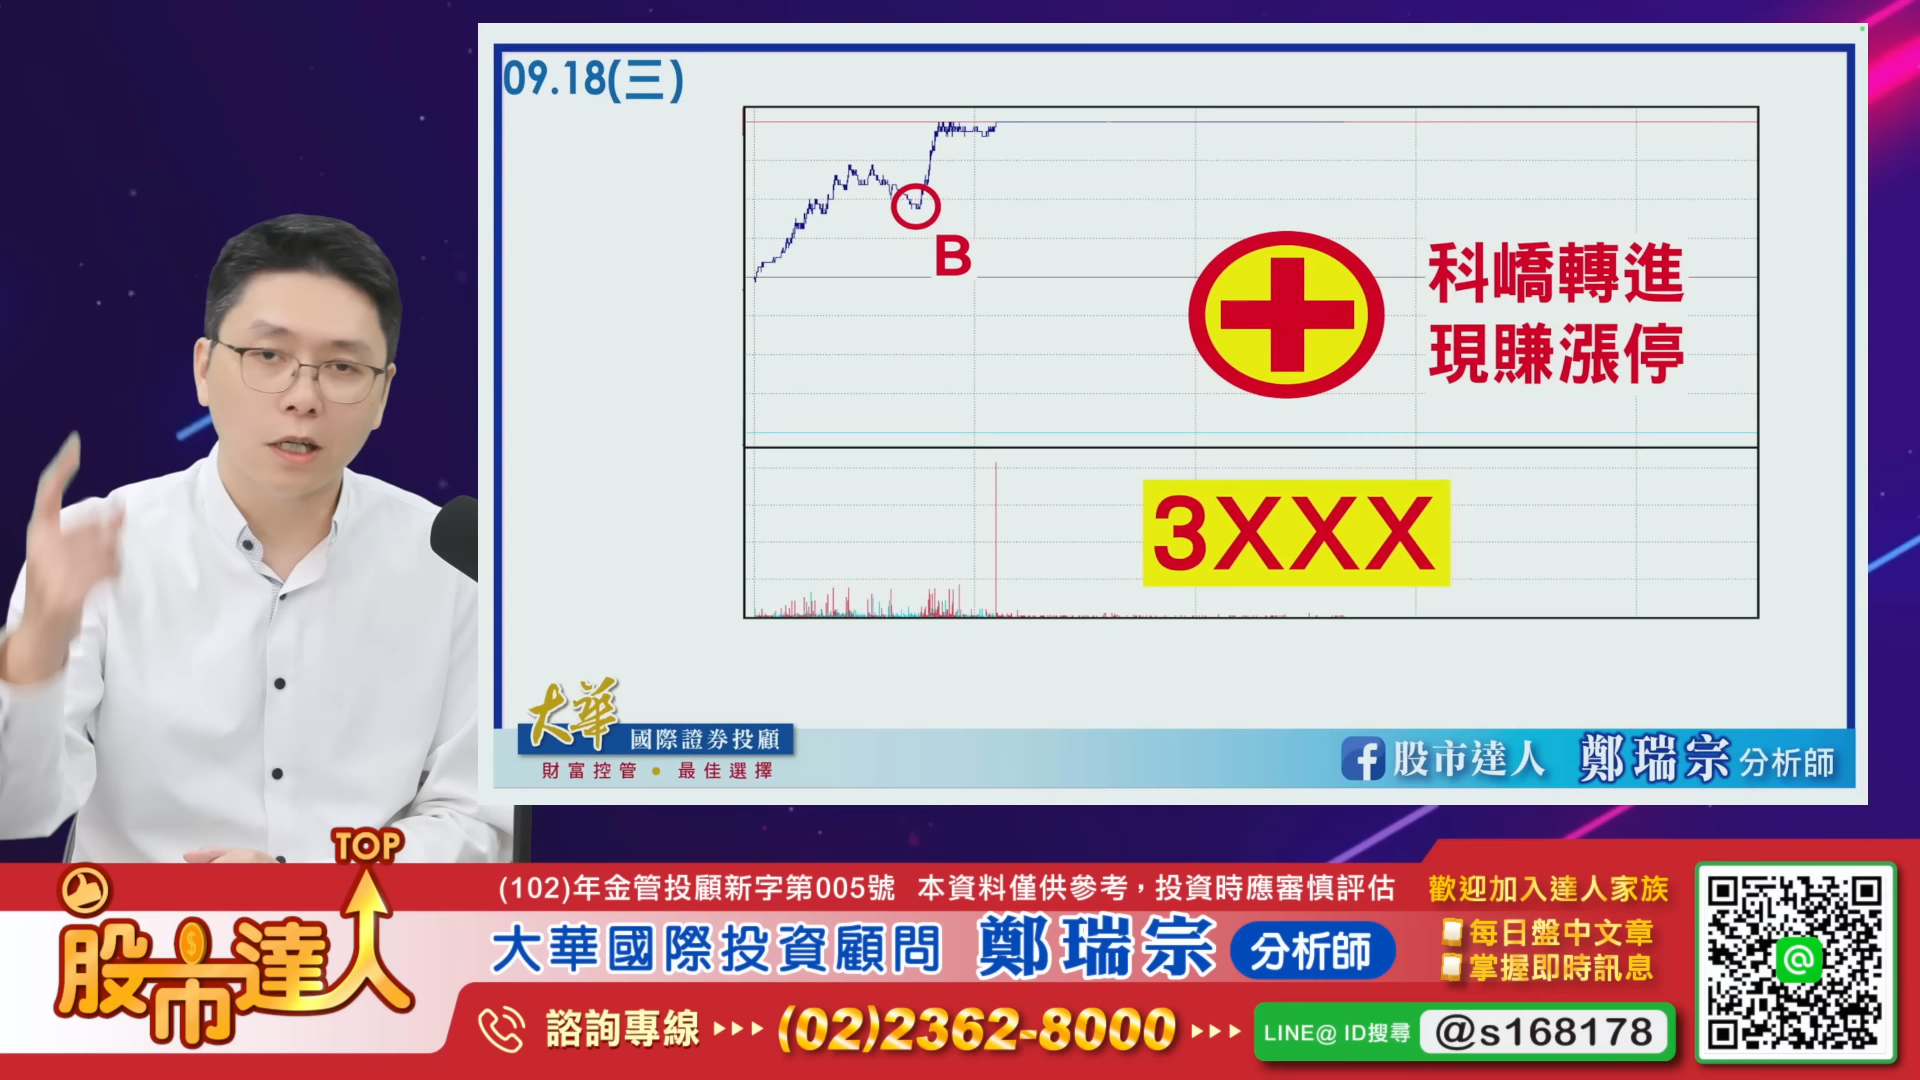 09.18(三)
B
科嶠轉進
現賺漲停
3XXX
大華
國際證券投顧
財富控管•最佳選擇
股市達人 鄭瑞宗 分析師
TOP
股市達人
(102)年金管投顧新字第005號 本資料僅供參考,投資時應審慎評估
大華國際投資顧問 鄭瑞宗 分析師
諮詢專線 (02)2362-8000
歡迎加入達人家族
每日盤中文章
掌握即時訊息
LINE@ ID搜尋 @s168178